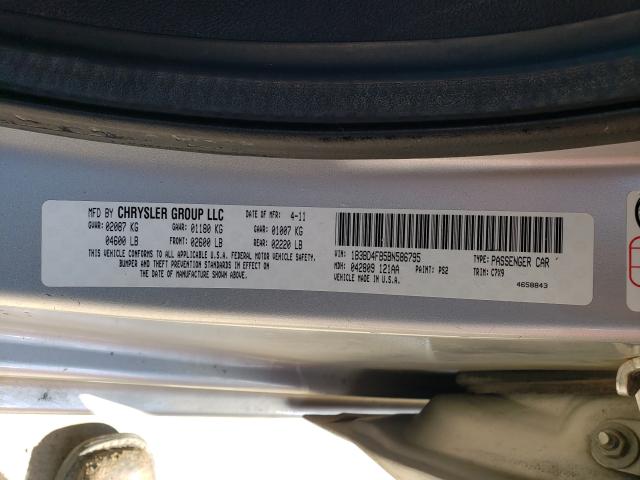 MFD BY CHRYSLER GROUP LLC DATE OF MFR: 4-11
GVWR: 02087 KG GAWR: 01180 KG GAWR: 01007 KG
04600 LB FRONT: 02600 LB REAR: 02220 LB
THIS VEHICLE CONFORMS TO ALL APPLICABLE U.S.A. FEDERAL MOTOR VEHICLE SAFETY,
BUMPER AND THEFT PREVENTION STANDARDS IN EFFECT ON
THE DATE OF MANUFACTURE SHOWN ABOVE.
VIN: 1B3BD4FB5BN586795 TYPE: PASSENGER CAR
MDH: 042809 121AA PAINT: PS2 TRIM: C7X9
VEHICLE MADE IN U.S.A. 4658843